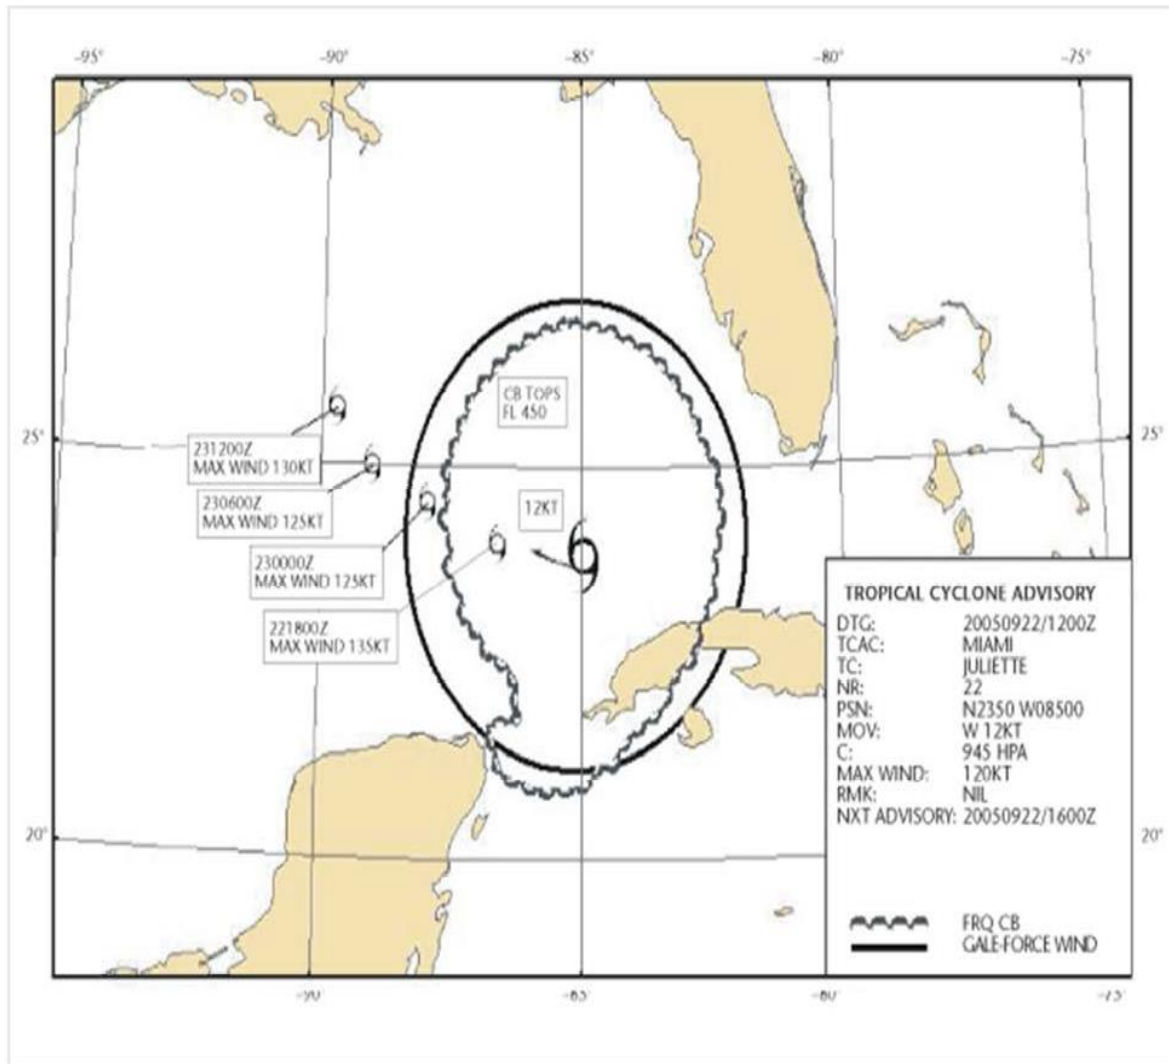 -95° -90° -85° -80° -75°
CB TOPS
FL 450
25° 25°
231200Z
MAX WIND 130KT
230600Z
MAX WIND 125KT
12KT
230000Z
MAX WIND 125KT
221800Z
MAX WIND 135KT
TROPICAL CYCLONE ADVISORY
DTG: 20050922/1200Z
TCAC: MIAMI
TC: JULIETTE
NR: 22
PSN: N2350 W08500
MOV: W 12KT
C: 945 HPA
MAX WIND: 120KT
RMK: NIL
NXT ADVISORY: 20050922/1600Z
20° 20°
FRQ CB
GALE-FORCE WIND
-90° -85° -80° -75°